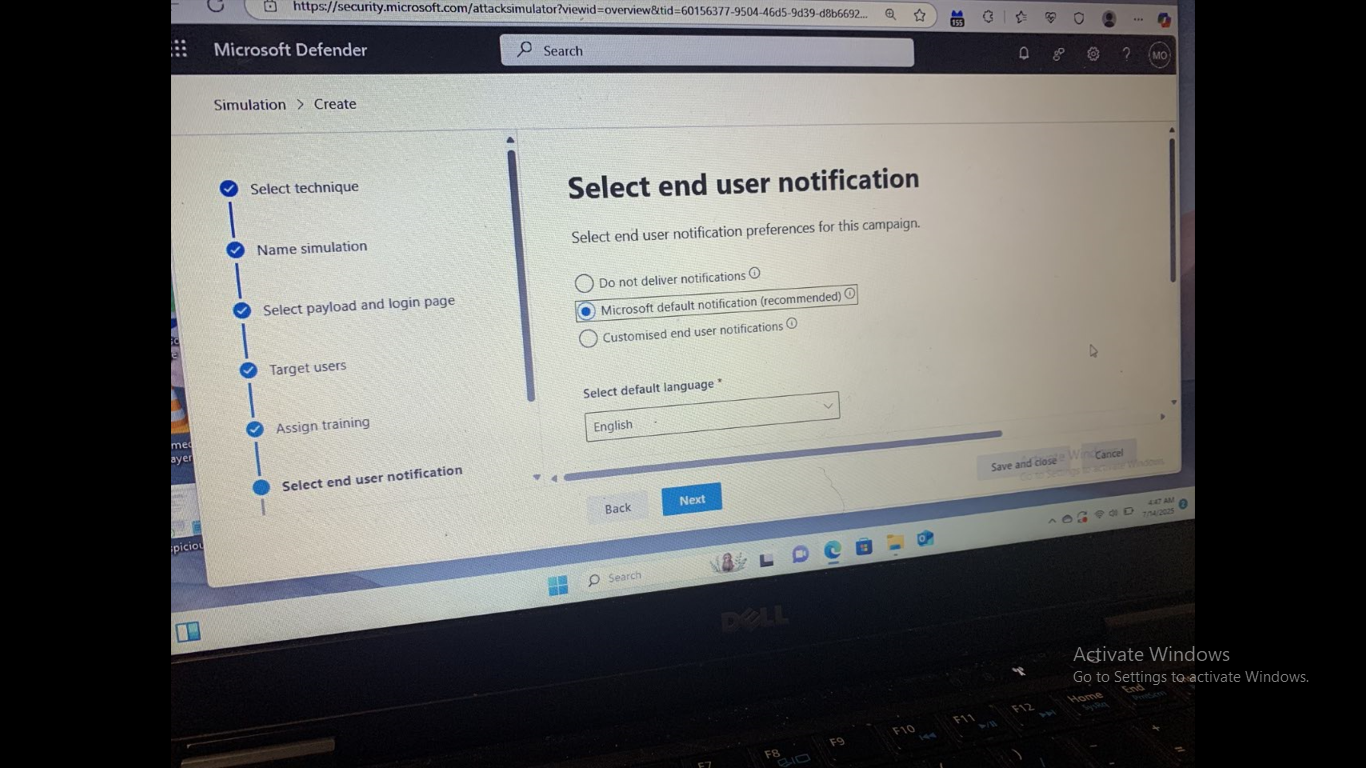 https://security.microsoft.com/attacksimulator?viewid=overview&tid=60156377-9504-46d5-9d39-d8b6692...
155
Microsoft Defender
Search
MO
Simulation > Create
Select technique
Name simulation
Select payload and login page
Target users
Assign training
Select end user notification
Select end user notification
Select end user notification preferences for this campaign.
Do not deliver notifications
Microsoft default notification (recommended)
Customised end user notifications
Select default language *
English
Back
Next
Save and close
Cancel
Search
4:47 AM
7/14/2025
DELL
Activate Windows
Go to Settings to activate Windows.
F7
F8
F9
F10
F11
F12
Home
End